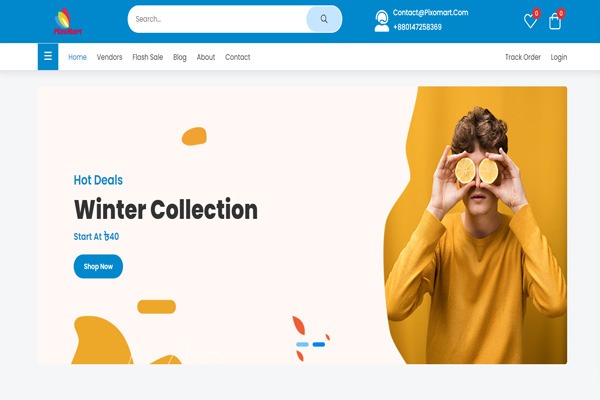 PixoMart
Search...
Contact@Pixomart.Com
+880147258369
0
0
Home Vendors Flash Sale Blog About Contact
Track Order Login
Hot Deals
Winter Collection
Start At ৳40
Shop Now